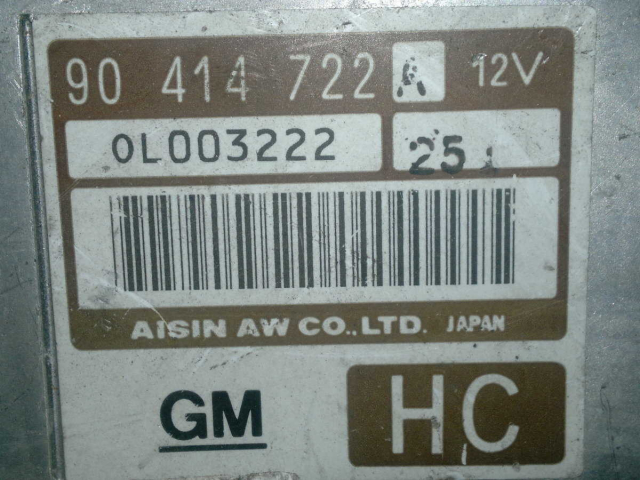 90 414 722 A 12V
0L003222 25
AISIN AW CO.,LTD. JAPAN
GM HC